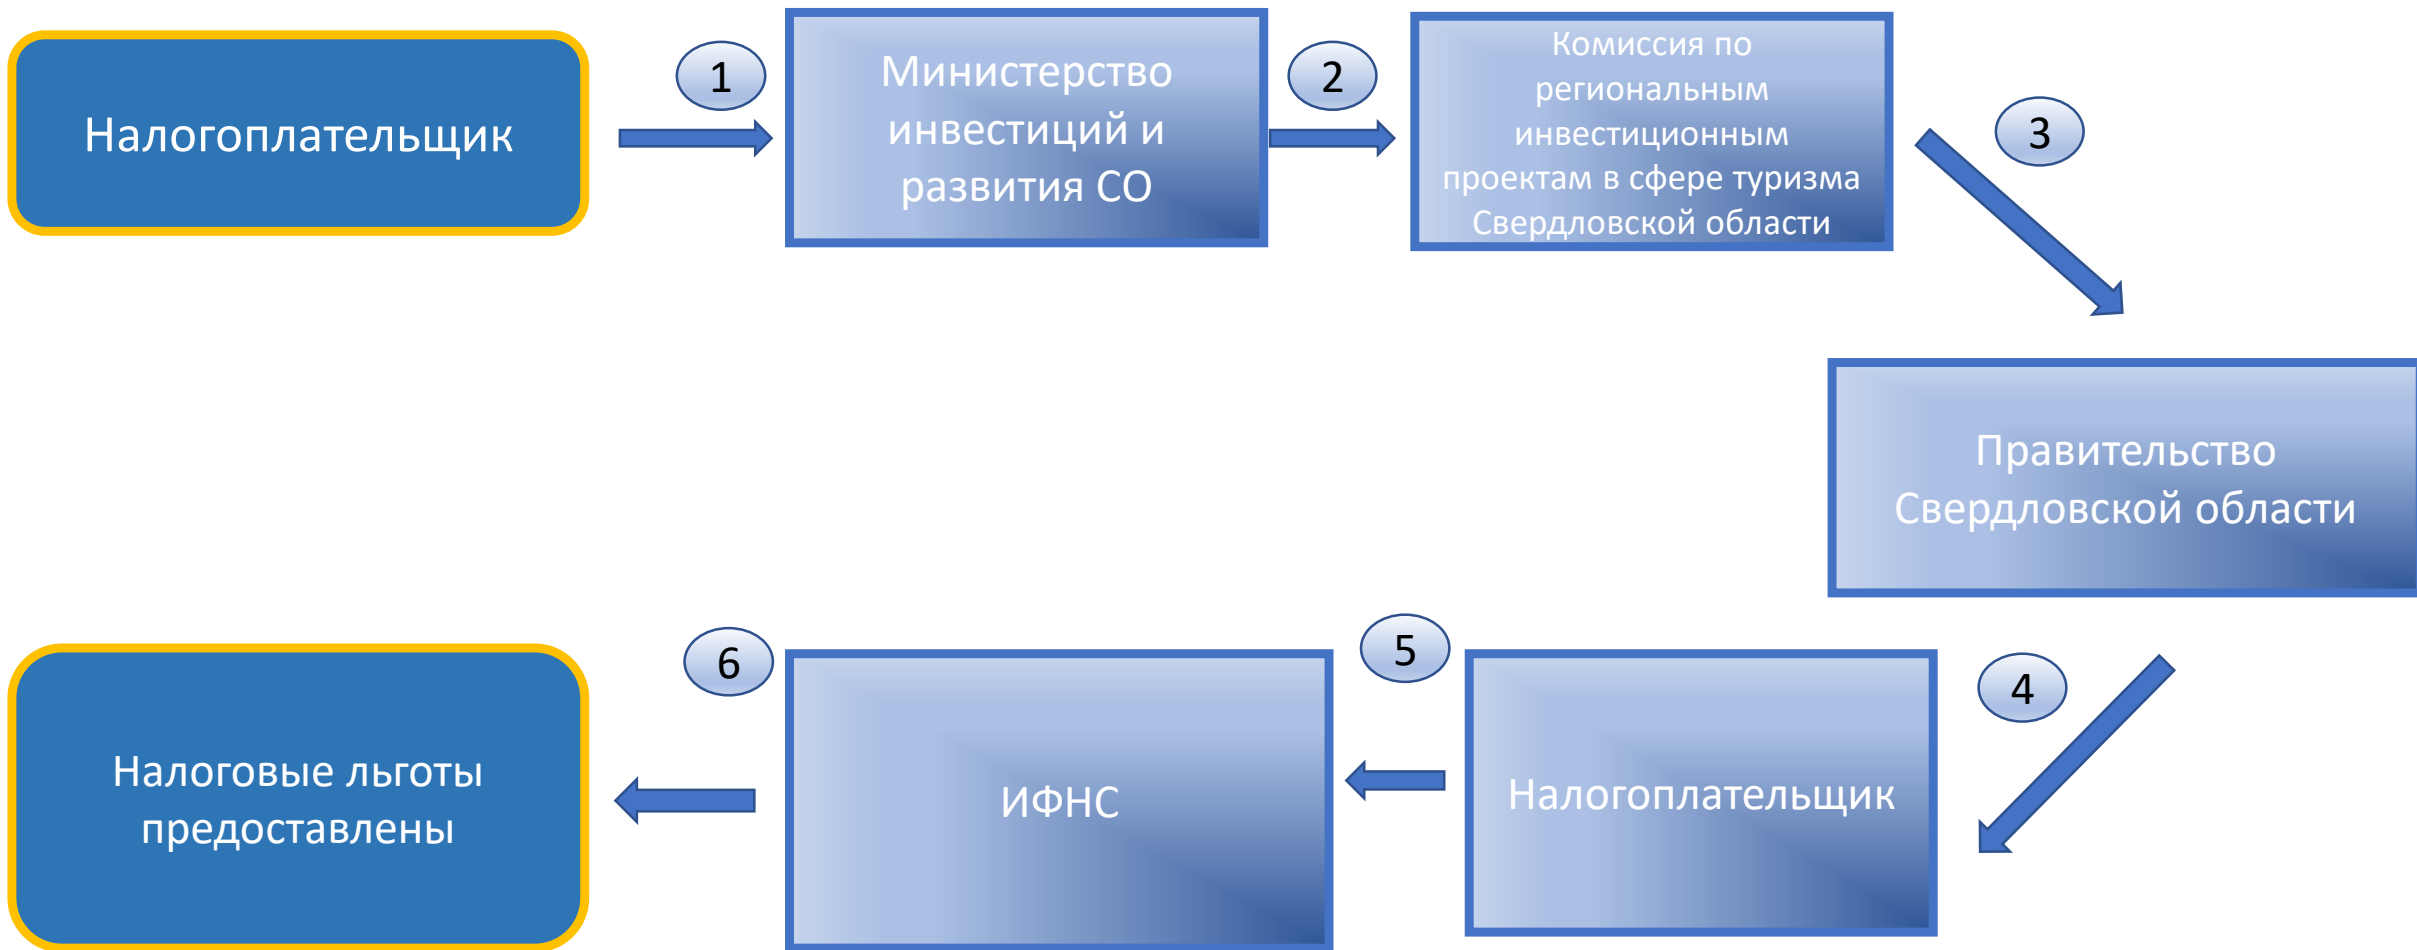 Налогоплательщик
1
Министерство
инвестиций и
развития СО
2
Комиссия по
региональным
инвестиционным
проектам в сфере туризма
Свердловской области
3
Правительство
Свердловской области
4
Налогоплательщик
5
ИФНС
6
Налоговые льготы
предоставлены